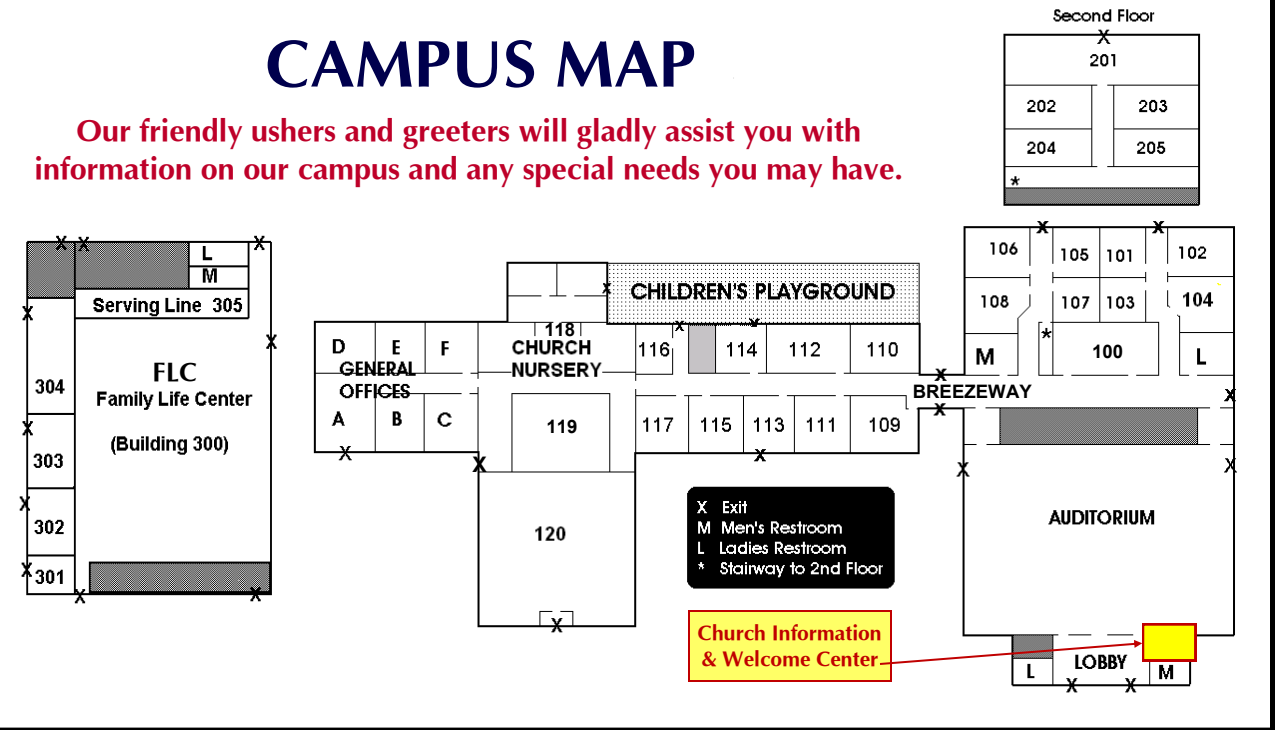 CAMPUS MAP
Our friendly ushers and greeters will gladly assist you with
information on our campus and any special needs you may have.
Second Floor
X
201
202 203
204 205
*
X X X
L
M
Serving Line 305
X
X
FLC
Family Life Center
(Building 300)
304
X
303
X
302
X
301
X X
CHILDREN'S PLAYGROUND
X
X X
118
CHURCH
NURSERY
D E F
GENERAL
OFFICES
A B C
X
116 114 112 110
119
117 115 113 111 109
X X
120
X
X X
106 105 101 102
108 107 103 104
*
M 100 L
X
BREEZEWAY
X
X
X X
AUDITORIUM
X Exit
M Men's Restroom
L Ladies Restroom
* Stairway to 2nd Floor
Church Information
& Welcome Center
LOBBY
L M
X X